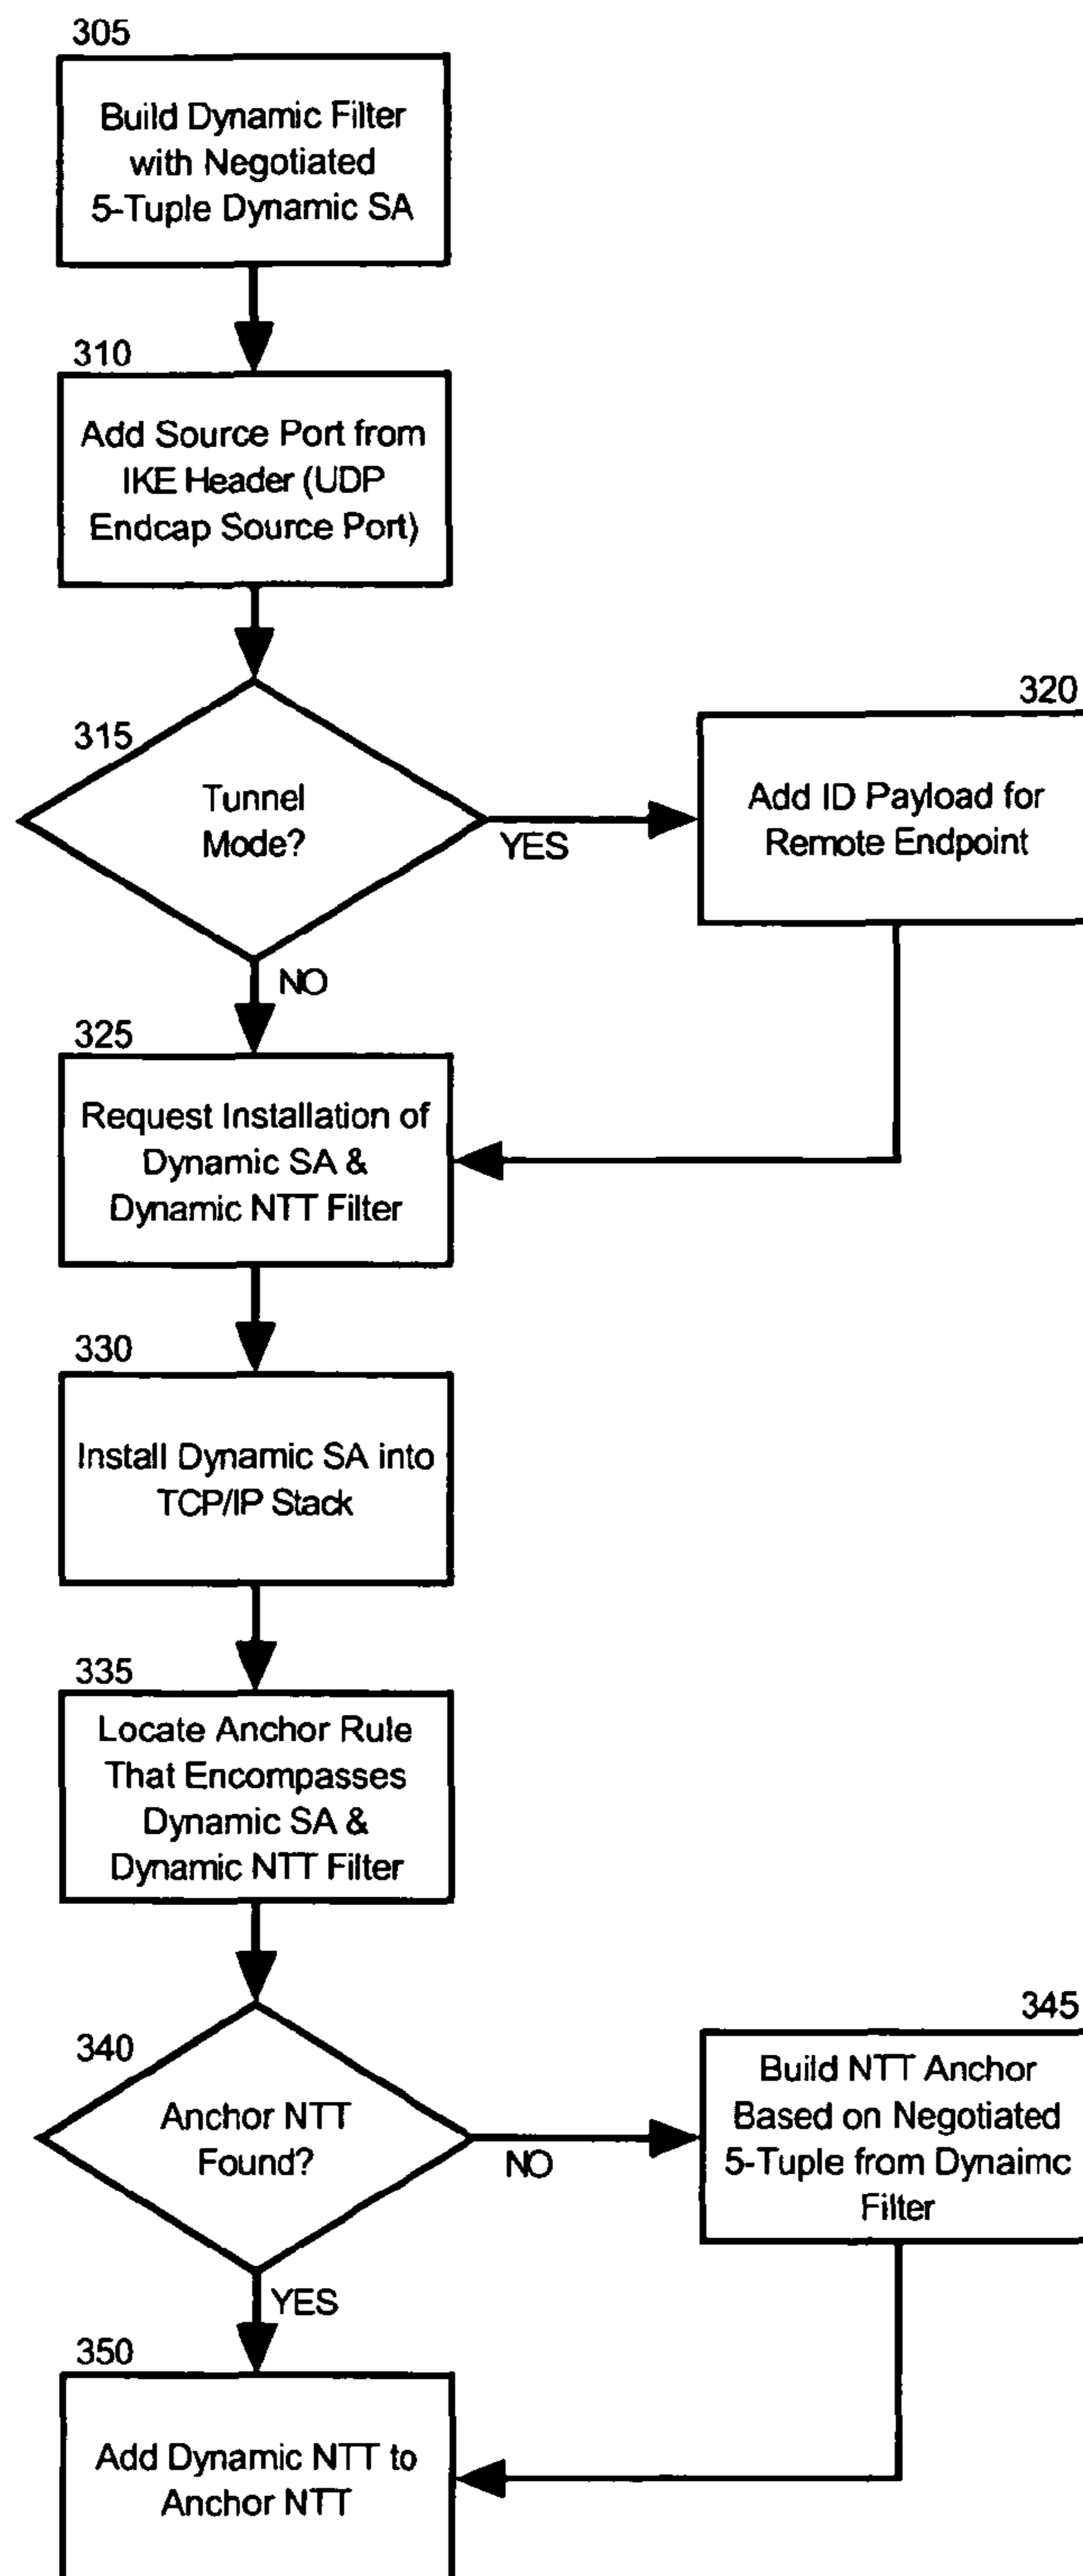 305
Build Dynamic Filter
with Negotiated
5-Tuple Dynamic SA
310
Add Source Port from
IKE Header (UDP
Endcap Source Port)
315
Tunnel
Mode?
YES
320
Add ID Payload for
Remote Endpoint
NO
325
Request Installation of
Dynamic SA &
Dynamic NTT Filter
330
Install Dynamic SA into
TCP/IP Stack
335
Locate Anchor Rule
That Encompasses
Dynamic SA &
Dynamic NTT Filter
340
Anchor NTT
Found?
NO
345
Build NTT Anchor
Based on Negotiated
5-Tuple from Dynaimc
Filter
YES
350
Add Dynamic NTT to
Anchor NTT